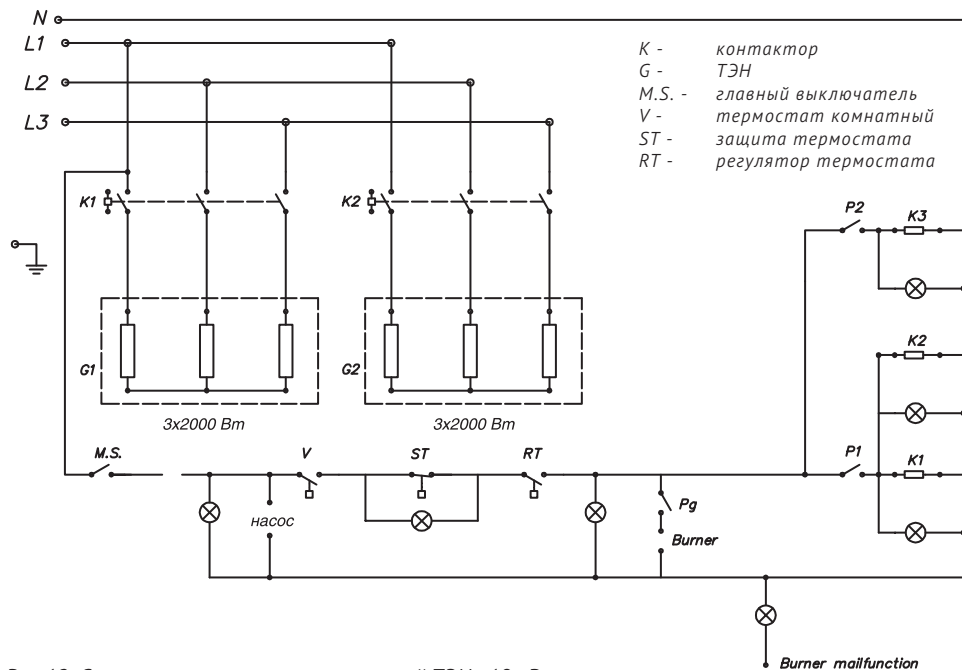 N
L1
L2
L3
K - контактор
G - ТЭН
M.S. - главный выключатель
V - термостат комнатный
ST - защита термостата
RT - регулятор термостата
K1
K2
P2
K3
K2
G1
G2
3x2000 Вт
3x2000 Вт
M.S.
V
ST
RT
P1
K1
насос
Pg
Burner
Burner mailfunction